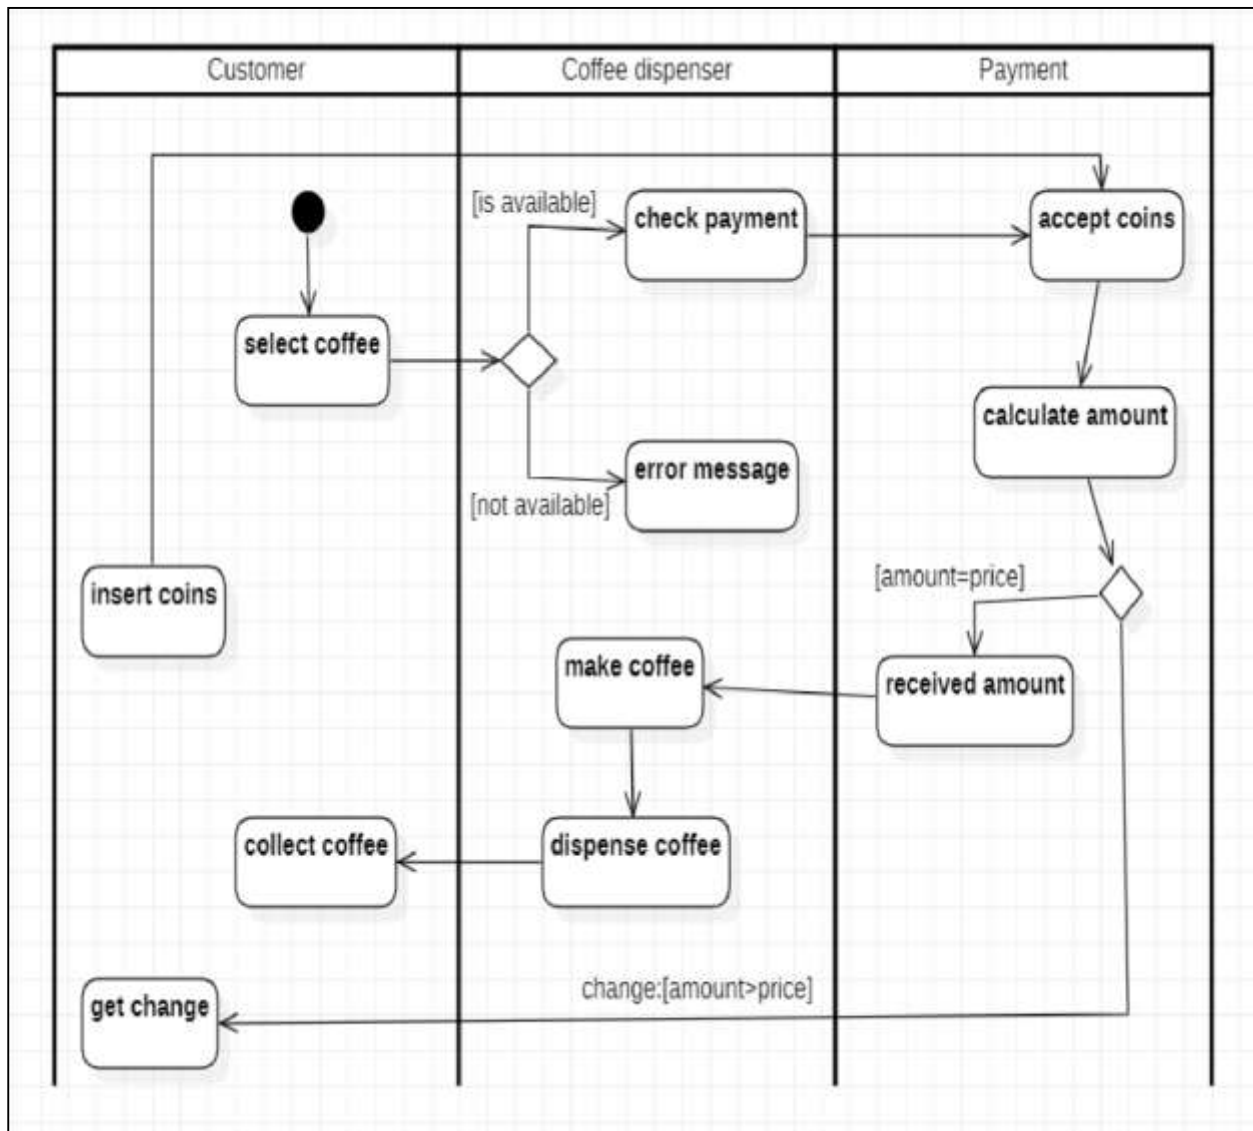 Customer
Coffee dispenser
Payment
[is available]
check payment
accept coins
select coffee
calculate amount
error message
[not available]
[amount=price]
insert coins
make coffee
received amount
collect coffee
dispense coffee
change:[amount>price]
get change